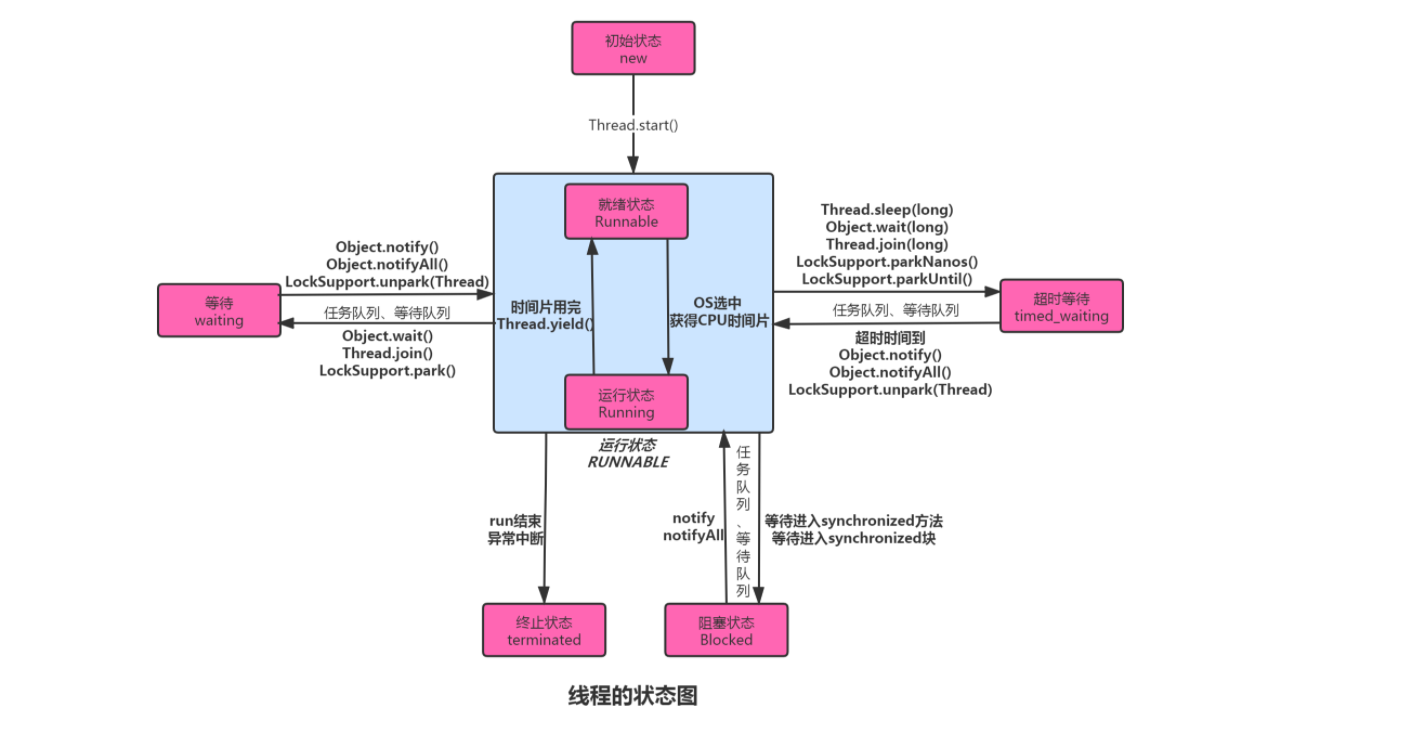 初始状态
new
Thread.start()
就绪状态
Runnable
Object.notify()
Object.notifyAll()
LockSupport.unpark(Thread)
等待
waiting
任务队列、等待队列
Object.wait()
Thread.join()
LockSupport.park()
时间片用完
Thread.yield()
OS选中
获得CPU时间片
Thread.sleep(long)
Object.wait(long)
Thread.join(long)
LockSupport.parkNanos()
LockSupport.parkUntil()
超时等待
timed_waiting
任务队列、等待队列
超时时间到
Object.notify()
Object.notifyAll()
LockSupport.unpark(Thread)
运行状态
Running
运行状态
RUNNABLE
run结束
异常中断
notify
notifyAll
任务队列、等待队列
等待进入synchronized方法
等待进入synchronized块
终止状态
terminated
阻塞状态
Blocked
线程的状态图